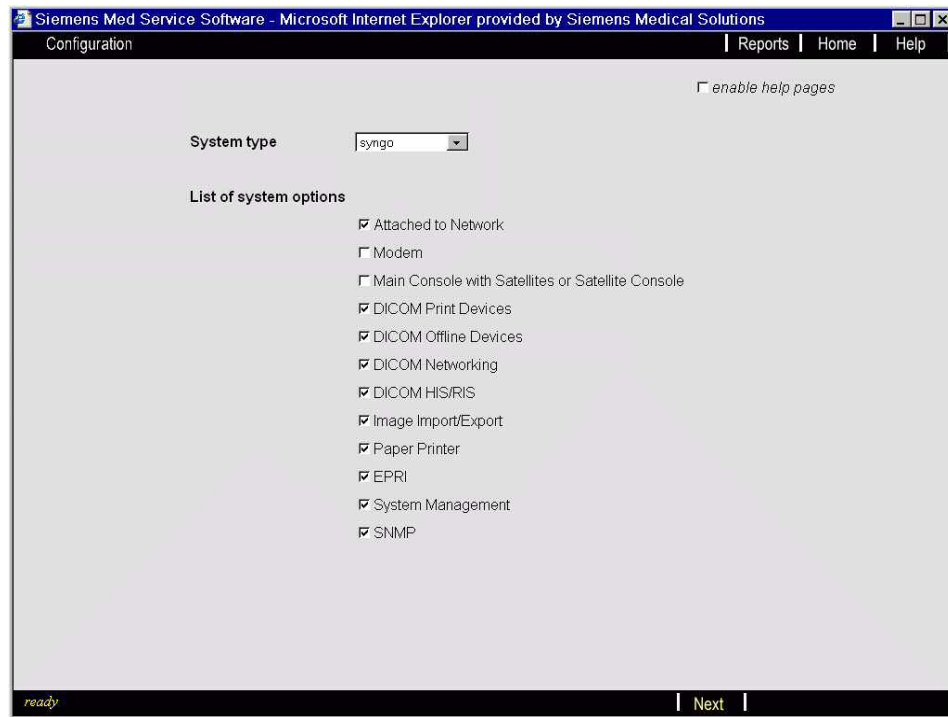 Siemens Med Service Software - Microsoft Internet Explorer provided by Siemens Medical Solutions
Configuration Reports Home Help
enable help pages
System type syngo
List of system options
Attached to Network
Modem
Main Console with Satellites or Satellite Console
DICOM Print Devices
DICOM Offline Devices
DICOM Networking
DICOM HIS/RIS
Image Import/Export
Paper Printer
EPRI
System Management
SNMP
ready Next